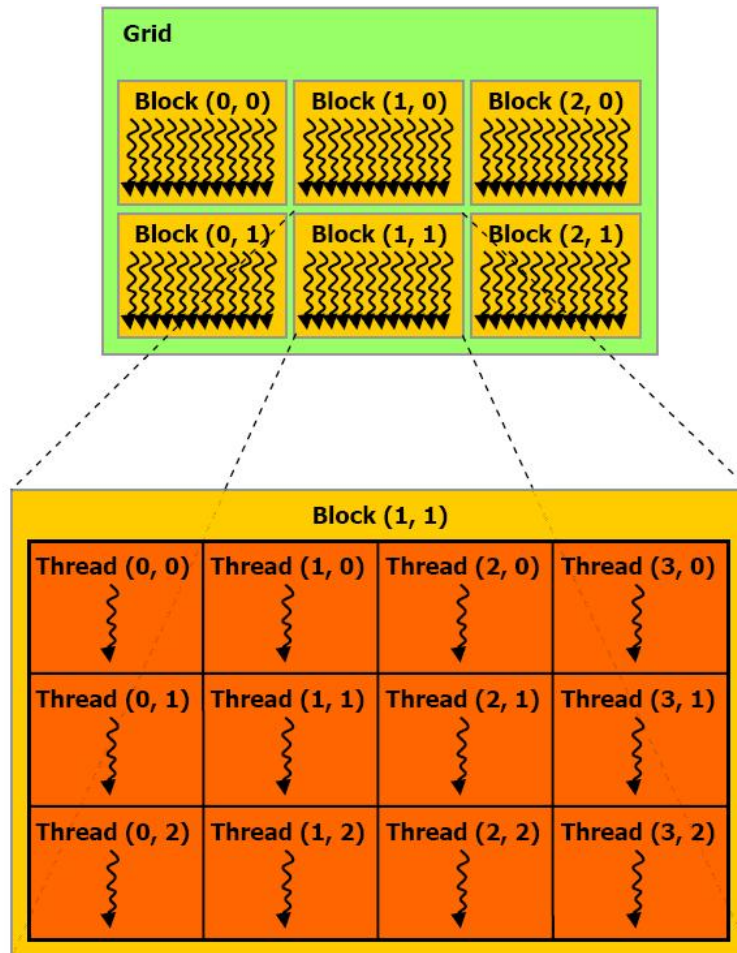 Grid
Block (0, 0) Block (1, 0) Block (2, 0)
Block (0, 1) Block (1, 1) Block (2, 1)
Block (1, 1)
Thread (0, 0) Thread (1, 0) Thread (2, 0) Thread (3, 0)
Thread (0, 1) Thread (1, 1) Thread (2, 1) Thread (3, 1)
Thread (0, 2) Thread (1, 2) Thread (2, 2) Thread (3, 2)